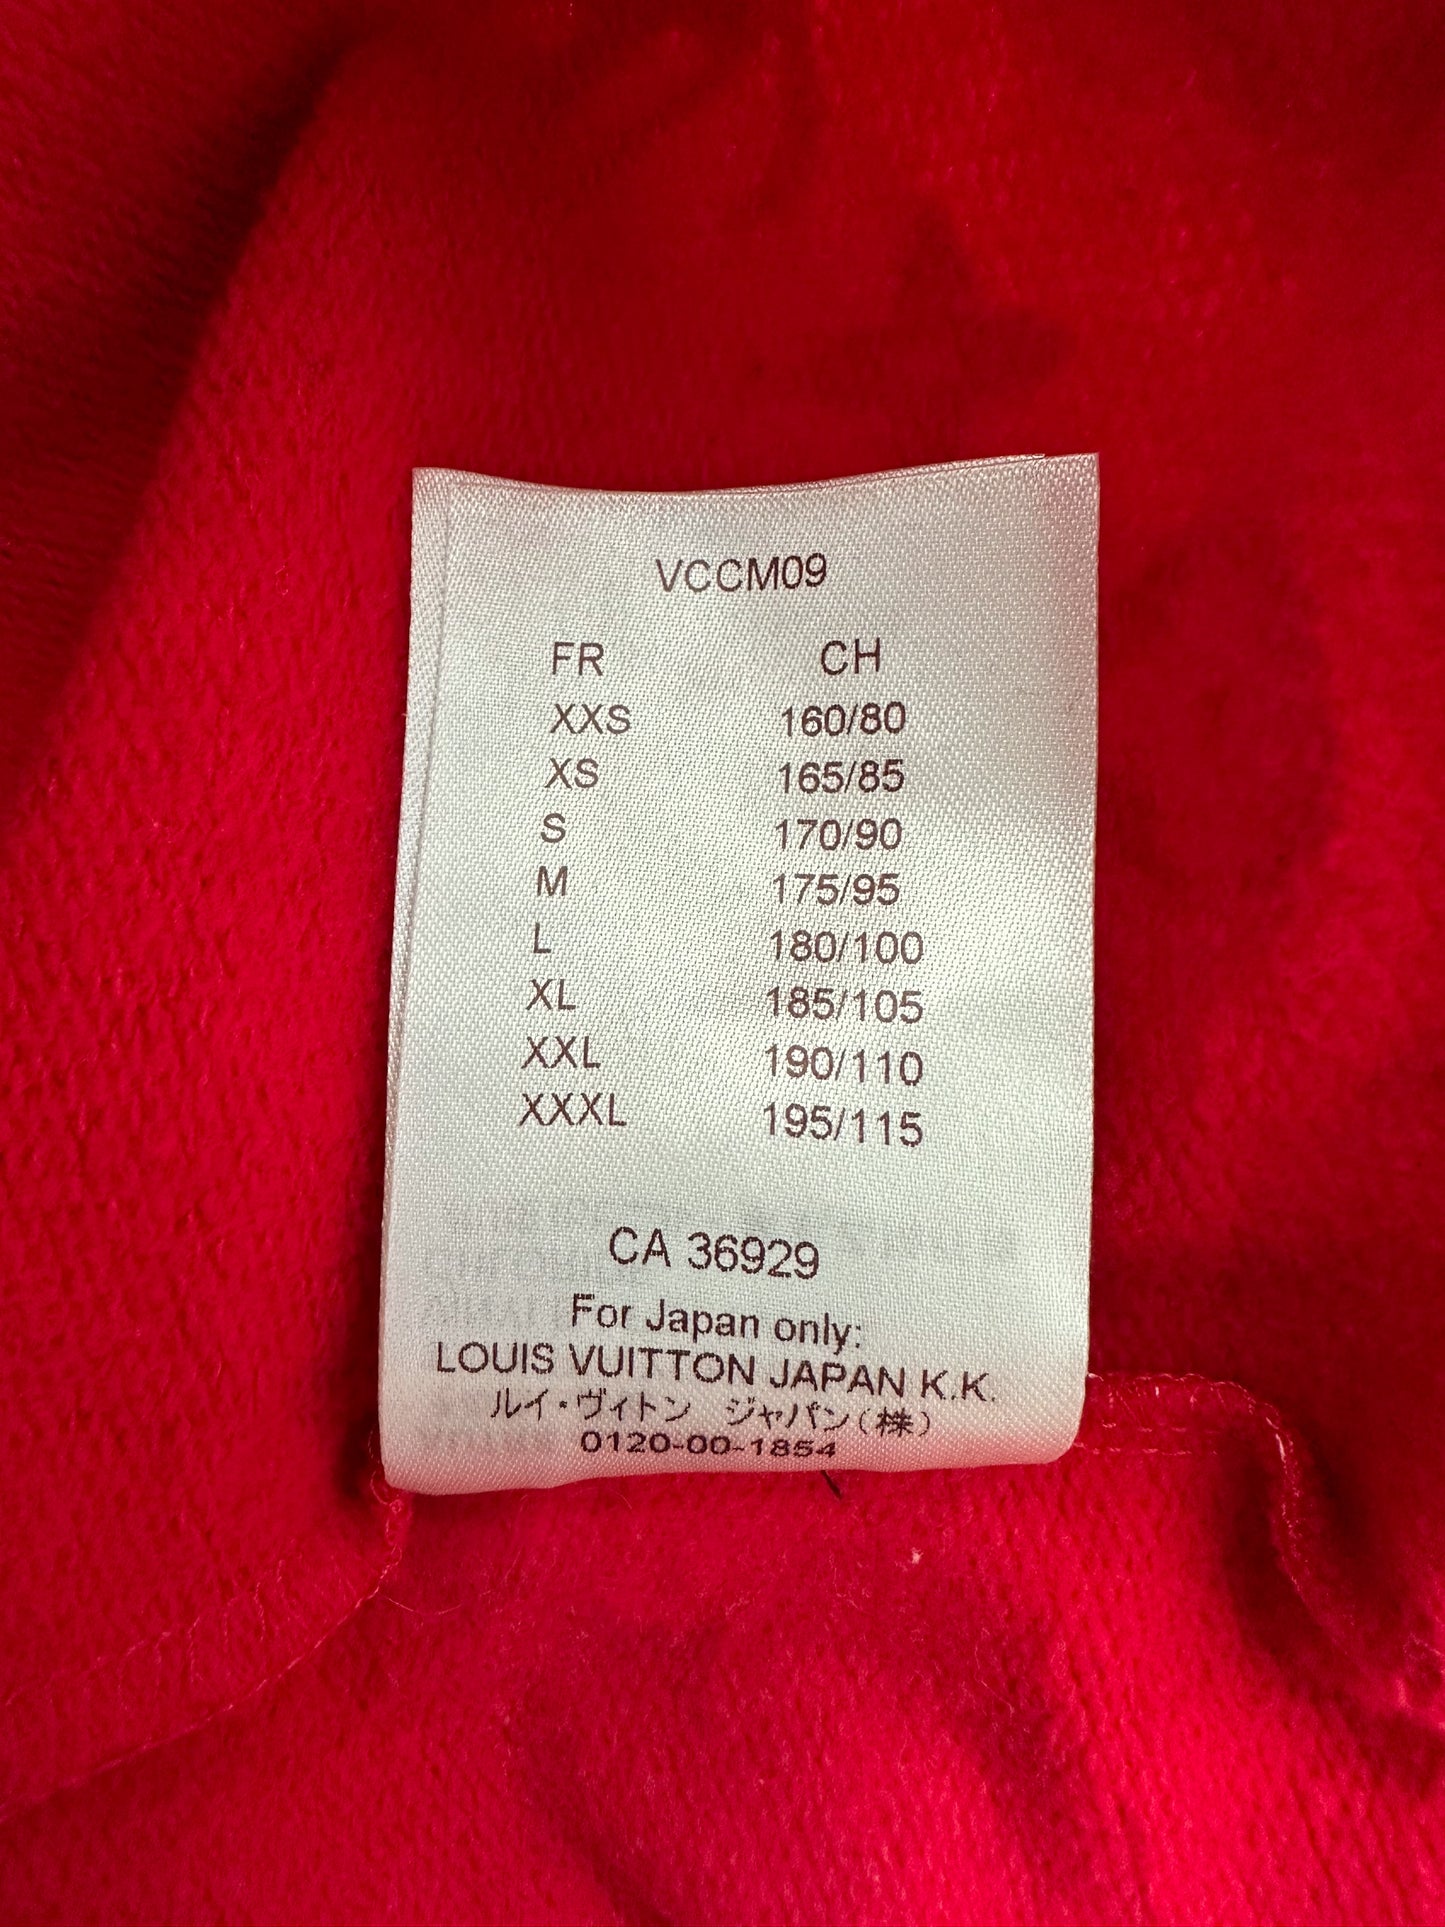 VCCM09
FR CH
XXS 160/80
XS 165/85
S 170/90
M 175/95
L 180/100
XL 185/105
XXL 190/110
XXXL 195/115
CA 36929
For Japan only:
LOUIS VUITTON JAPAN K.K.
ルイ・ヴィトン ジャパン(株)
0120-00-1854